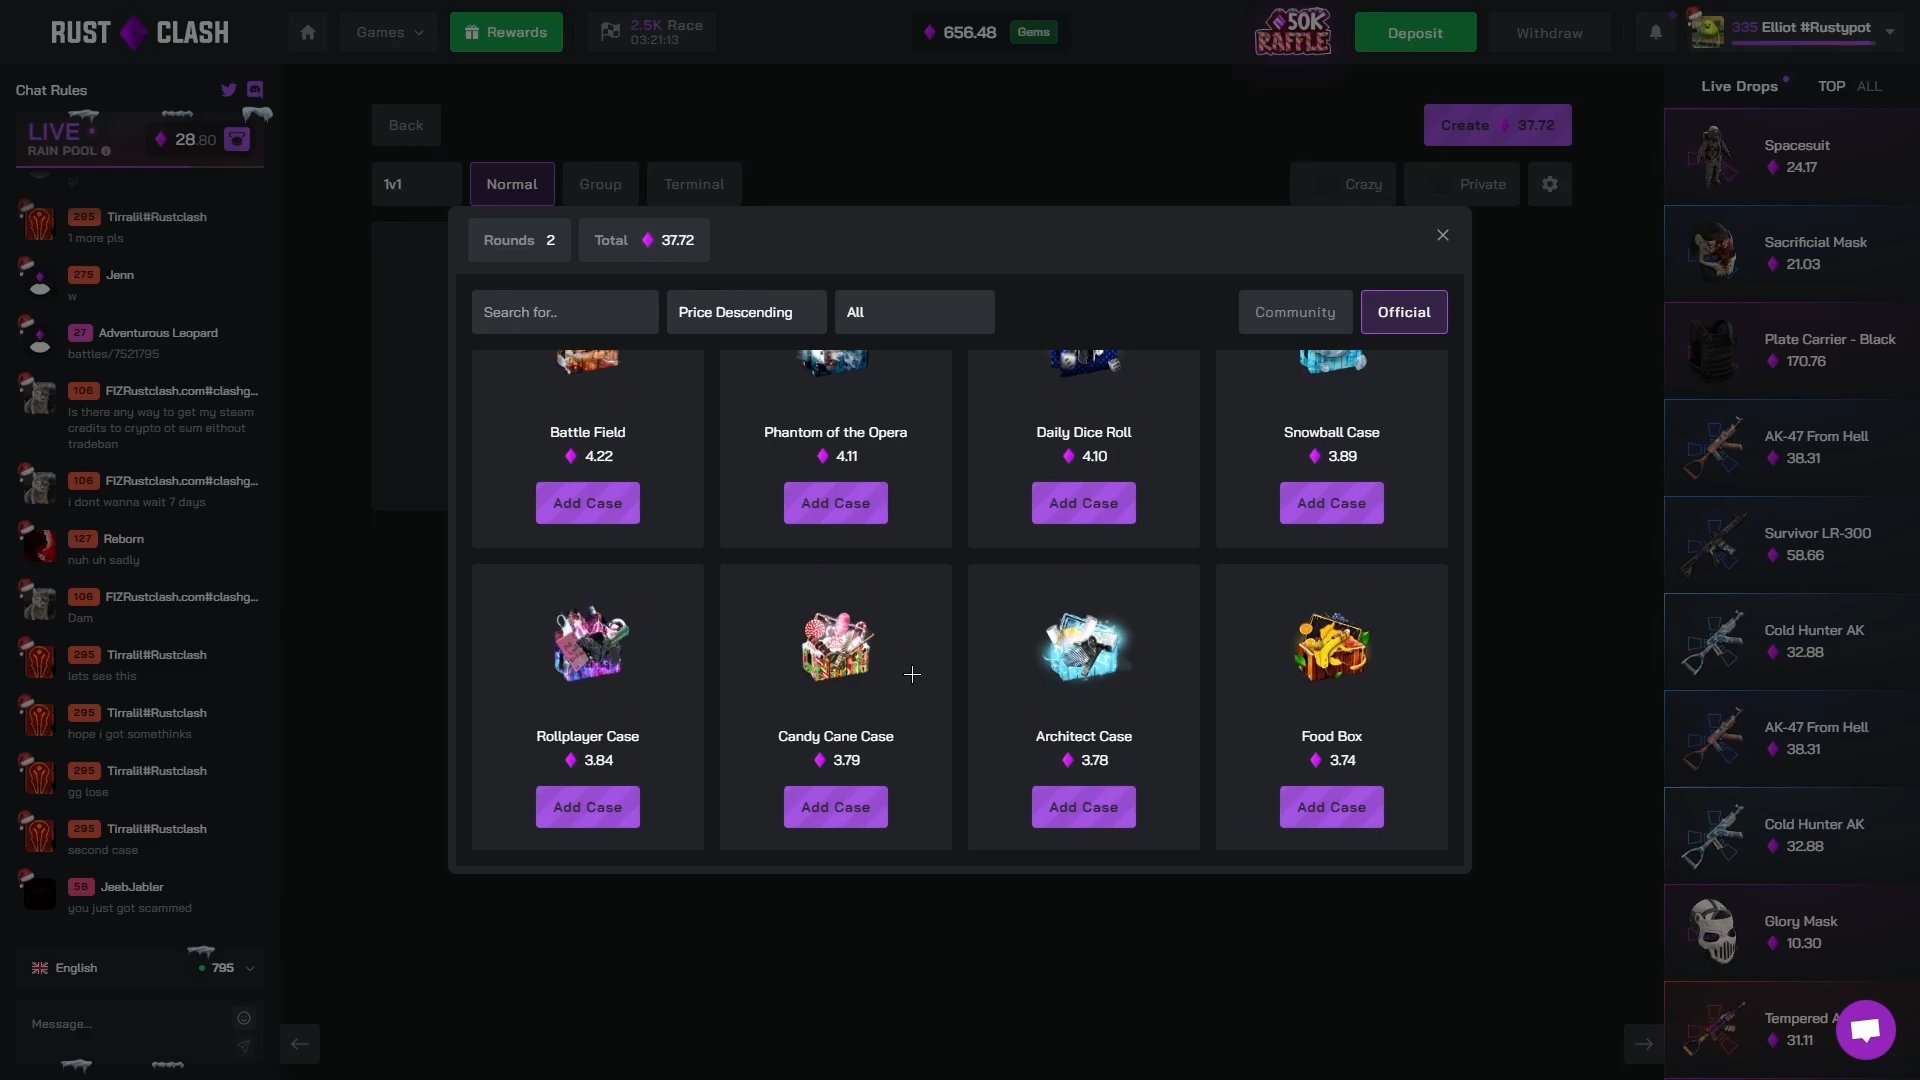 RUST CLASH
Games
Rewards
2.5K Race
03:21:13
656.48
Gems
50K
RAFFLE
Deposit
Withdraw
335 Elliot #Rustypot
Chat Rules
LIVE
RAIN POOL
28.80
gl
295 Tirralil#Rustclash
1 more pls
275 Jenn
w
27 Adventurous Leopard
battles/7521795
106 FIZRustclash.com#clashg...
Is there any way to get my steam
credits to crypto ot sum eithout
tradeban
106 FIZRustclash.com#clashg...
i dont wanna wait 7 days
127 Reborn
nuh uh sadly
106 FIZRustclash.com#clashg...
Dam
295 Tirralil#Rustclash
lets see this
295 Tirralil#Rustclash
hope i got somethinks
295 Tirralil#Rustclash
gg lose
295 Tirralil#Rustclash
second case
58 JeebJabler
you just got scammed
English
795
Message...
Back
Create 37.72
1v1
Normal
Group
Terminal
Crazy
Private
Rounds 2
Total 37.72
Search for..
Price Descending
All
Community
Official
Battle Field
4.22
Add Case
Phantom of the Opera
4.11
Add Case
Daily Dice Roll
4.10
Add Case
Snowball Case
3.89
Add Case
Rollplayer Case
3.84
Add Case
Candy Cane Case
3.79
Add Case
Architect Case
3.78
Add Case
Food Box
3.74
Add Case
Live Drops
TOP
ALL
Spacesuit
24.17
Sacrificial Mask
21.03
Plate Carrier - Black
170.76
AK-47 From Hell
38.31
Survivor LR-300
58.66
Cold Hunter AK
32.88
AK-47 From Hell
38.31
Cold Hunter AK
32.88
Glory Mask
10.30
Tempered A
31.11